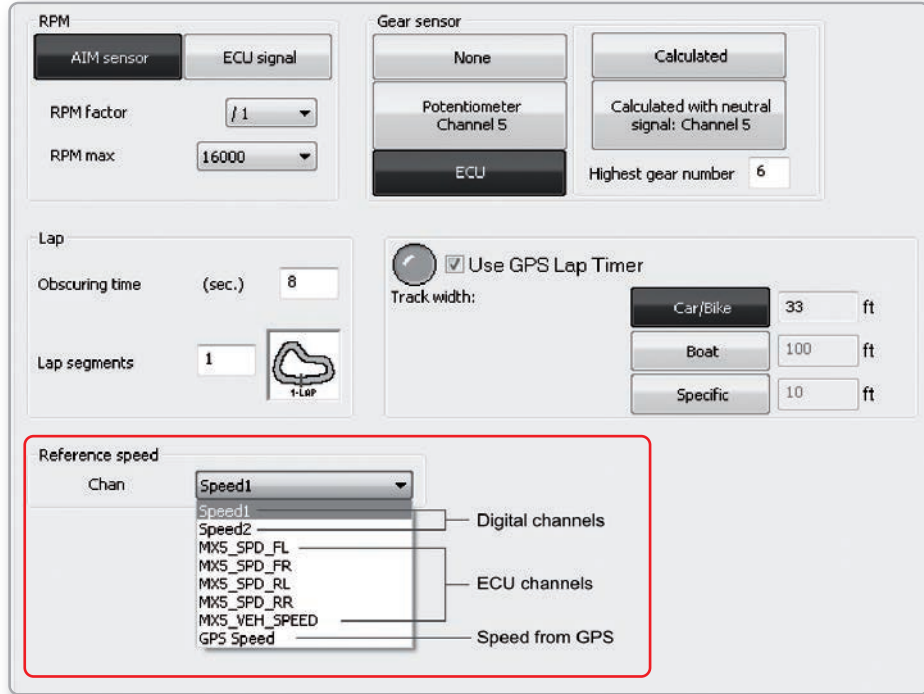 RPM
AIM sensor
ECU signal
RPM factor
/ 1
RPM max
16000
Gear sensor
None
Potentiometer
Channel 5
ECU
Calculated
Calculated with neutral
signal: Channel 5
Highest gear number 6
Lap
Obscuring time (sec.) 8
Lap segments 1
1-LAP
Use GPS Lap Timer
Track width:
Car/Bike 33 ft
Boat 100 ft
Specific 10 ft
Reference speed
Chan Speed1
Speed1
Speed2
Digital channels
MX5_SPD_FL
MX5_SPD_FR
MX5_SPD_RL
MX5_SPD_RR
MX5_VEH_SPEED
ECU channels
GPS Speed
Speed from GPS